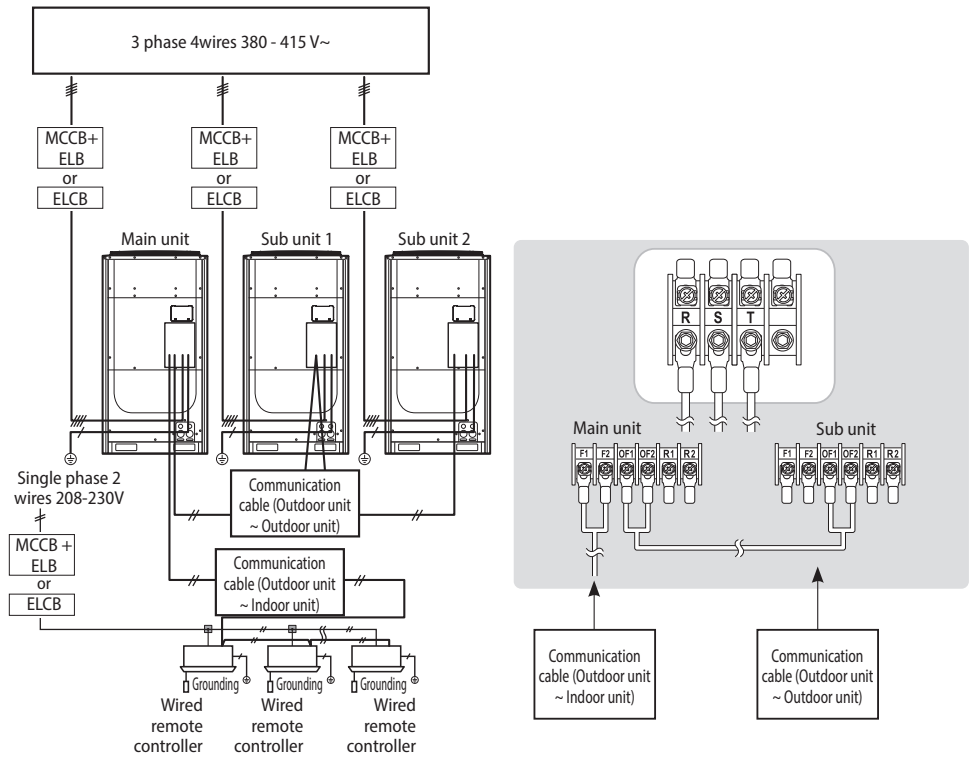 3 phase 4wires 380 - 415 V~
MCCB+
ELB
or
ELCB
MCCB+
ELB
or
ELCB
MCCB+
ELB
or
ELCB
Main unit
Sub unit 1
Sub unit 2
Single phase 2
wires 208-230V
MCCB +
ELB
or
ELCB
Communication
cable (Outdoor unit
~ Outdoor unit)
Communication
cable (Outdoor unit
~ Indoor unit)
Grounding
Grounding
Grounding
Wired
remote
controller
Wired
remote
controller
Wired
remote
controller
R S T
Main unit
F1 F2 OF1 OF2 R1 R2
Sub unit
F1 F2 OF1 OF2 R1 R2
Communication
cable (Outdoor unit
~ Indoor unit)
Communication
cable (Outdoor unit
~ Outdoor unit)